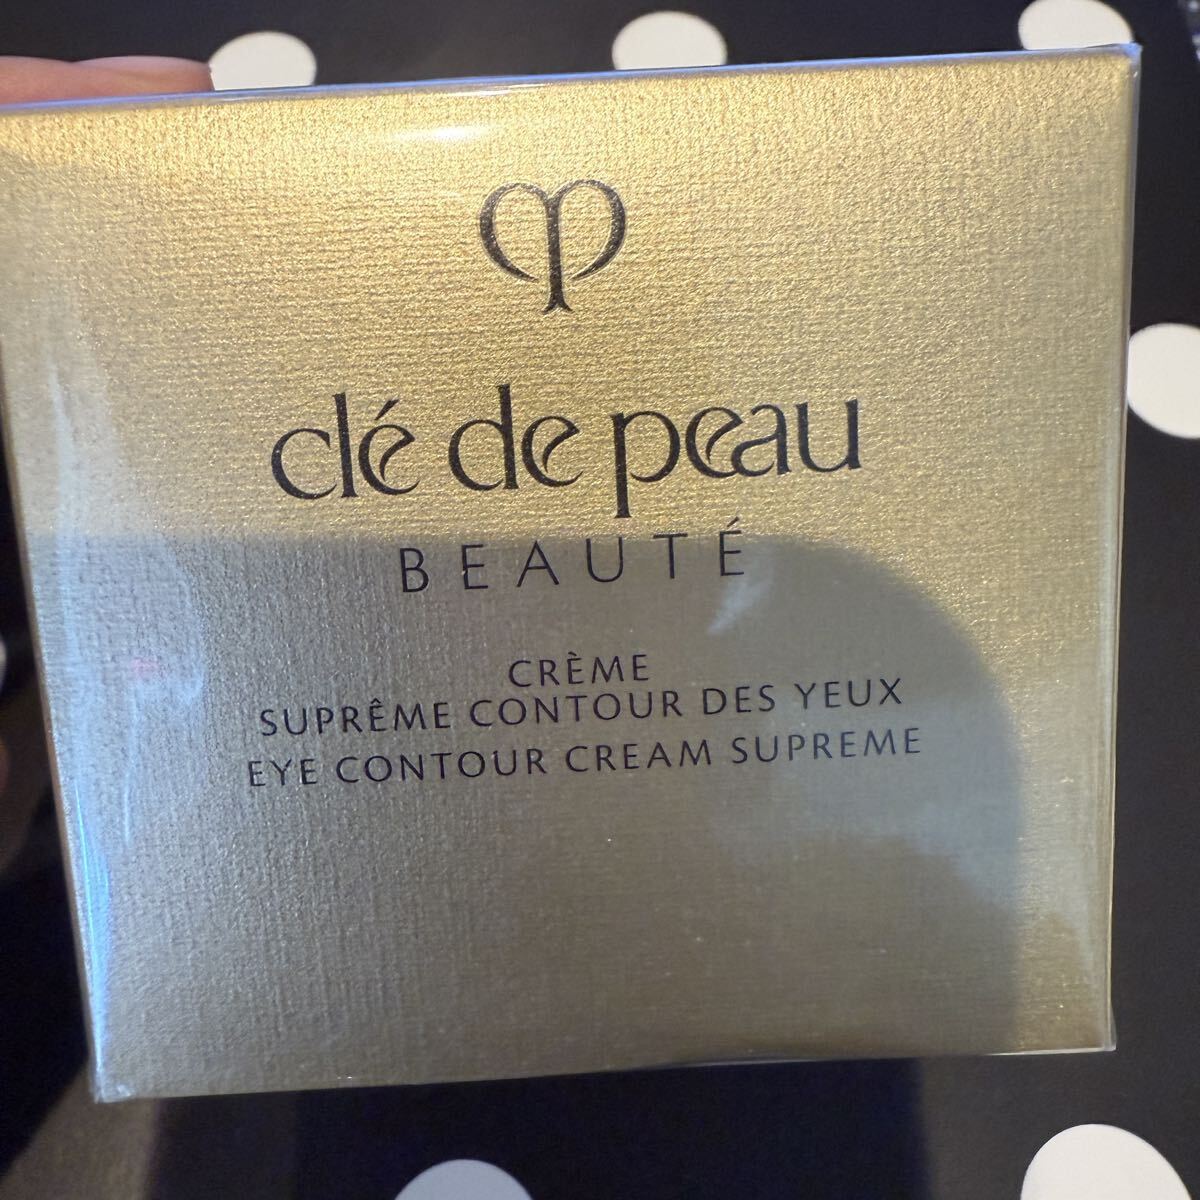 clé de peau
BEAUTÉ
CRÈME
SUPRÊME CONTOUR DES YEUX
EYE CONTOUR CREAM SUPREME